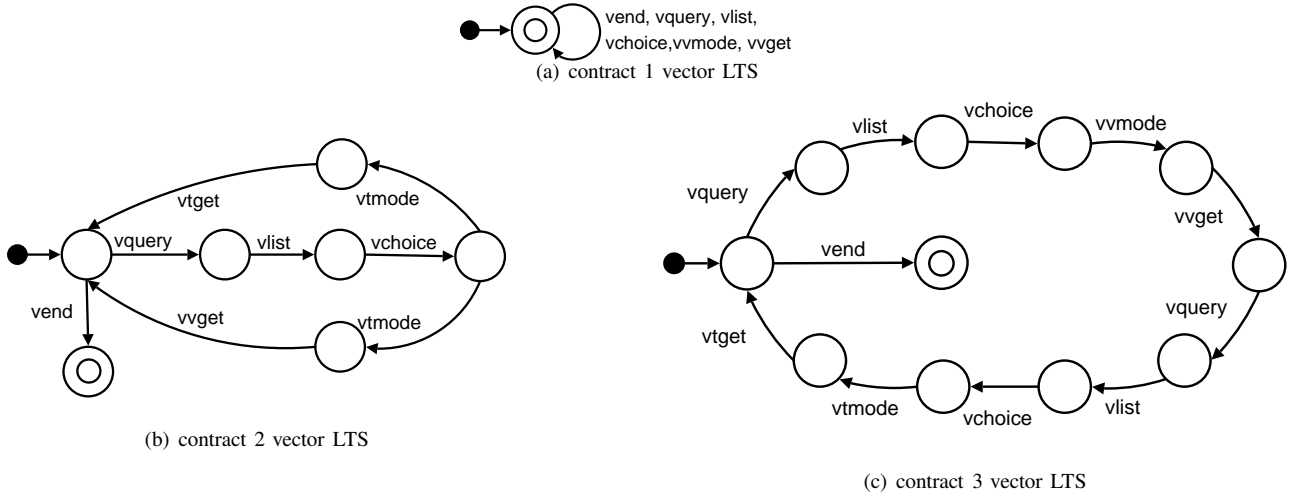 vend, vquery, vlist,
vchoice,vvmode, vvget
(a) contract 1 vector LTS
vtget
vtmode
vquery
vlist
vchoice
vend
vvget
vtmode
(b) contract 2 vector LTS
vlist
vchoice
vvmode
vquery
vvget
vend
vquery
vtget
vtmode
vchoice
vlist
(c) contract 3 vector LTS